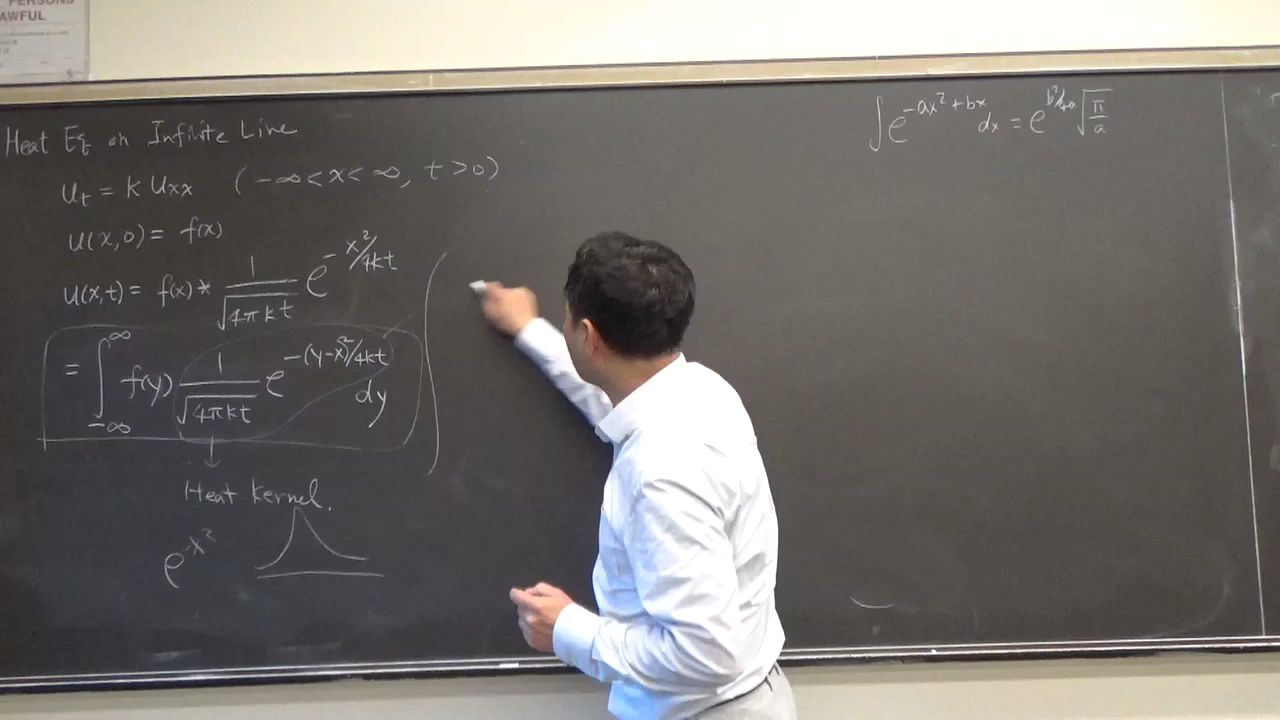 PERSONS
AWFUL
Heat Eq on Infinite Line
u_t = k u_xx (-∞<x<∞, t>0)
u(x,0) = f(x)
u(x,t) = f(x) * 1/√(4πkt) e^(-x²/4kt)
= ∫_{-∞}^{∞} f(y) 1/√(4πkt) e^(-(y-x)²/4kt) dy
Heat Kernel.
e^-x²
∫e^(-ax²+bx) dx = e^(b²/4a) √(π/a)